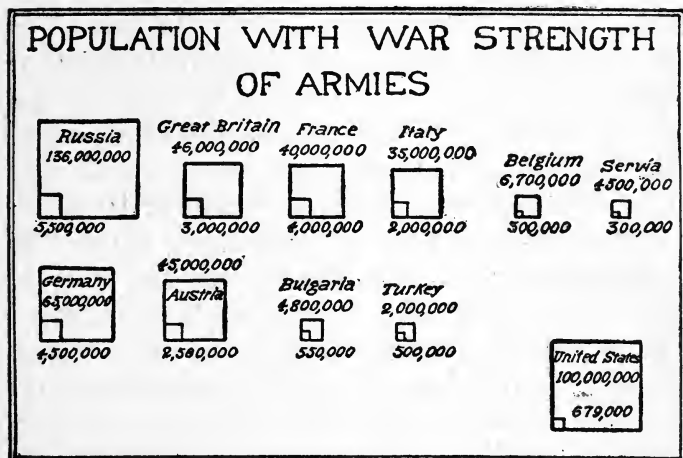 POPULATION WITH WAR STRENGTH
OF ARMIES
Russia
136,000,000
5,500,000
Great Britain
46,000,000
3,000,000
France
40,000,000
4,000,000
Italy
35,000,000
2,000,000
Belgium
6,700,000
300,000
Servia
4500,000
300,000
Germany
65,000,000
4,500,000
45,000,000
Austria
2,580,000
Bulgaria
4,800,000
550,000
Turkey
2,000,000
500,000
United States
100,000,000
679,000